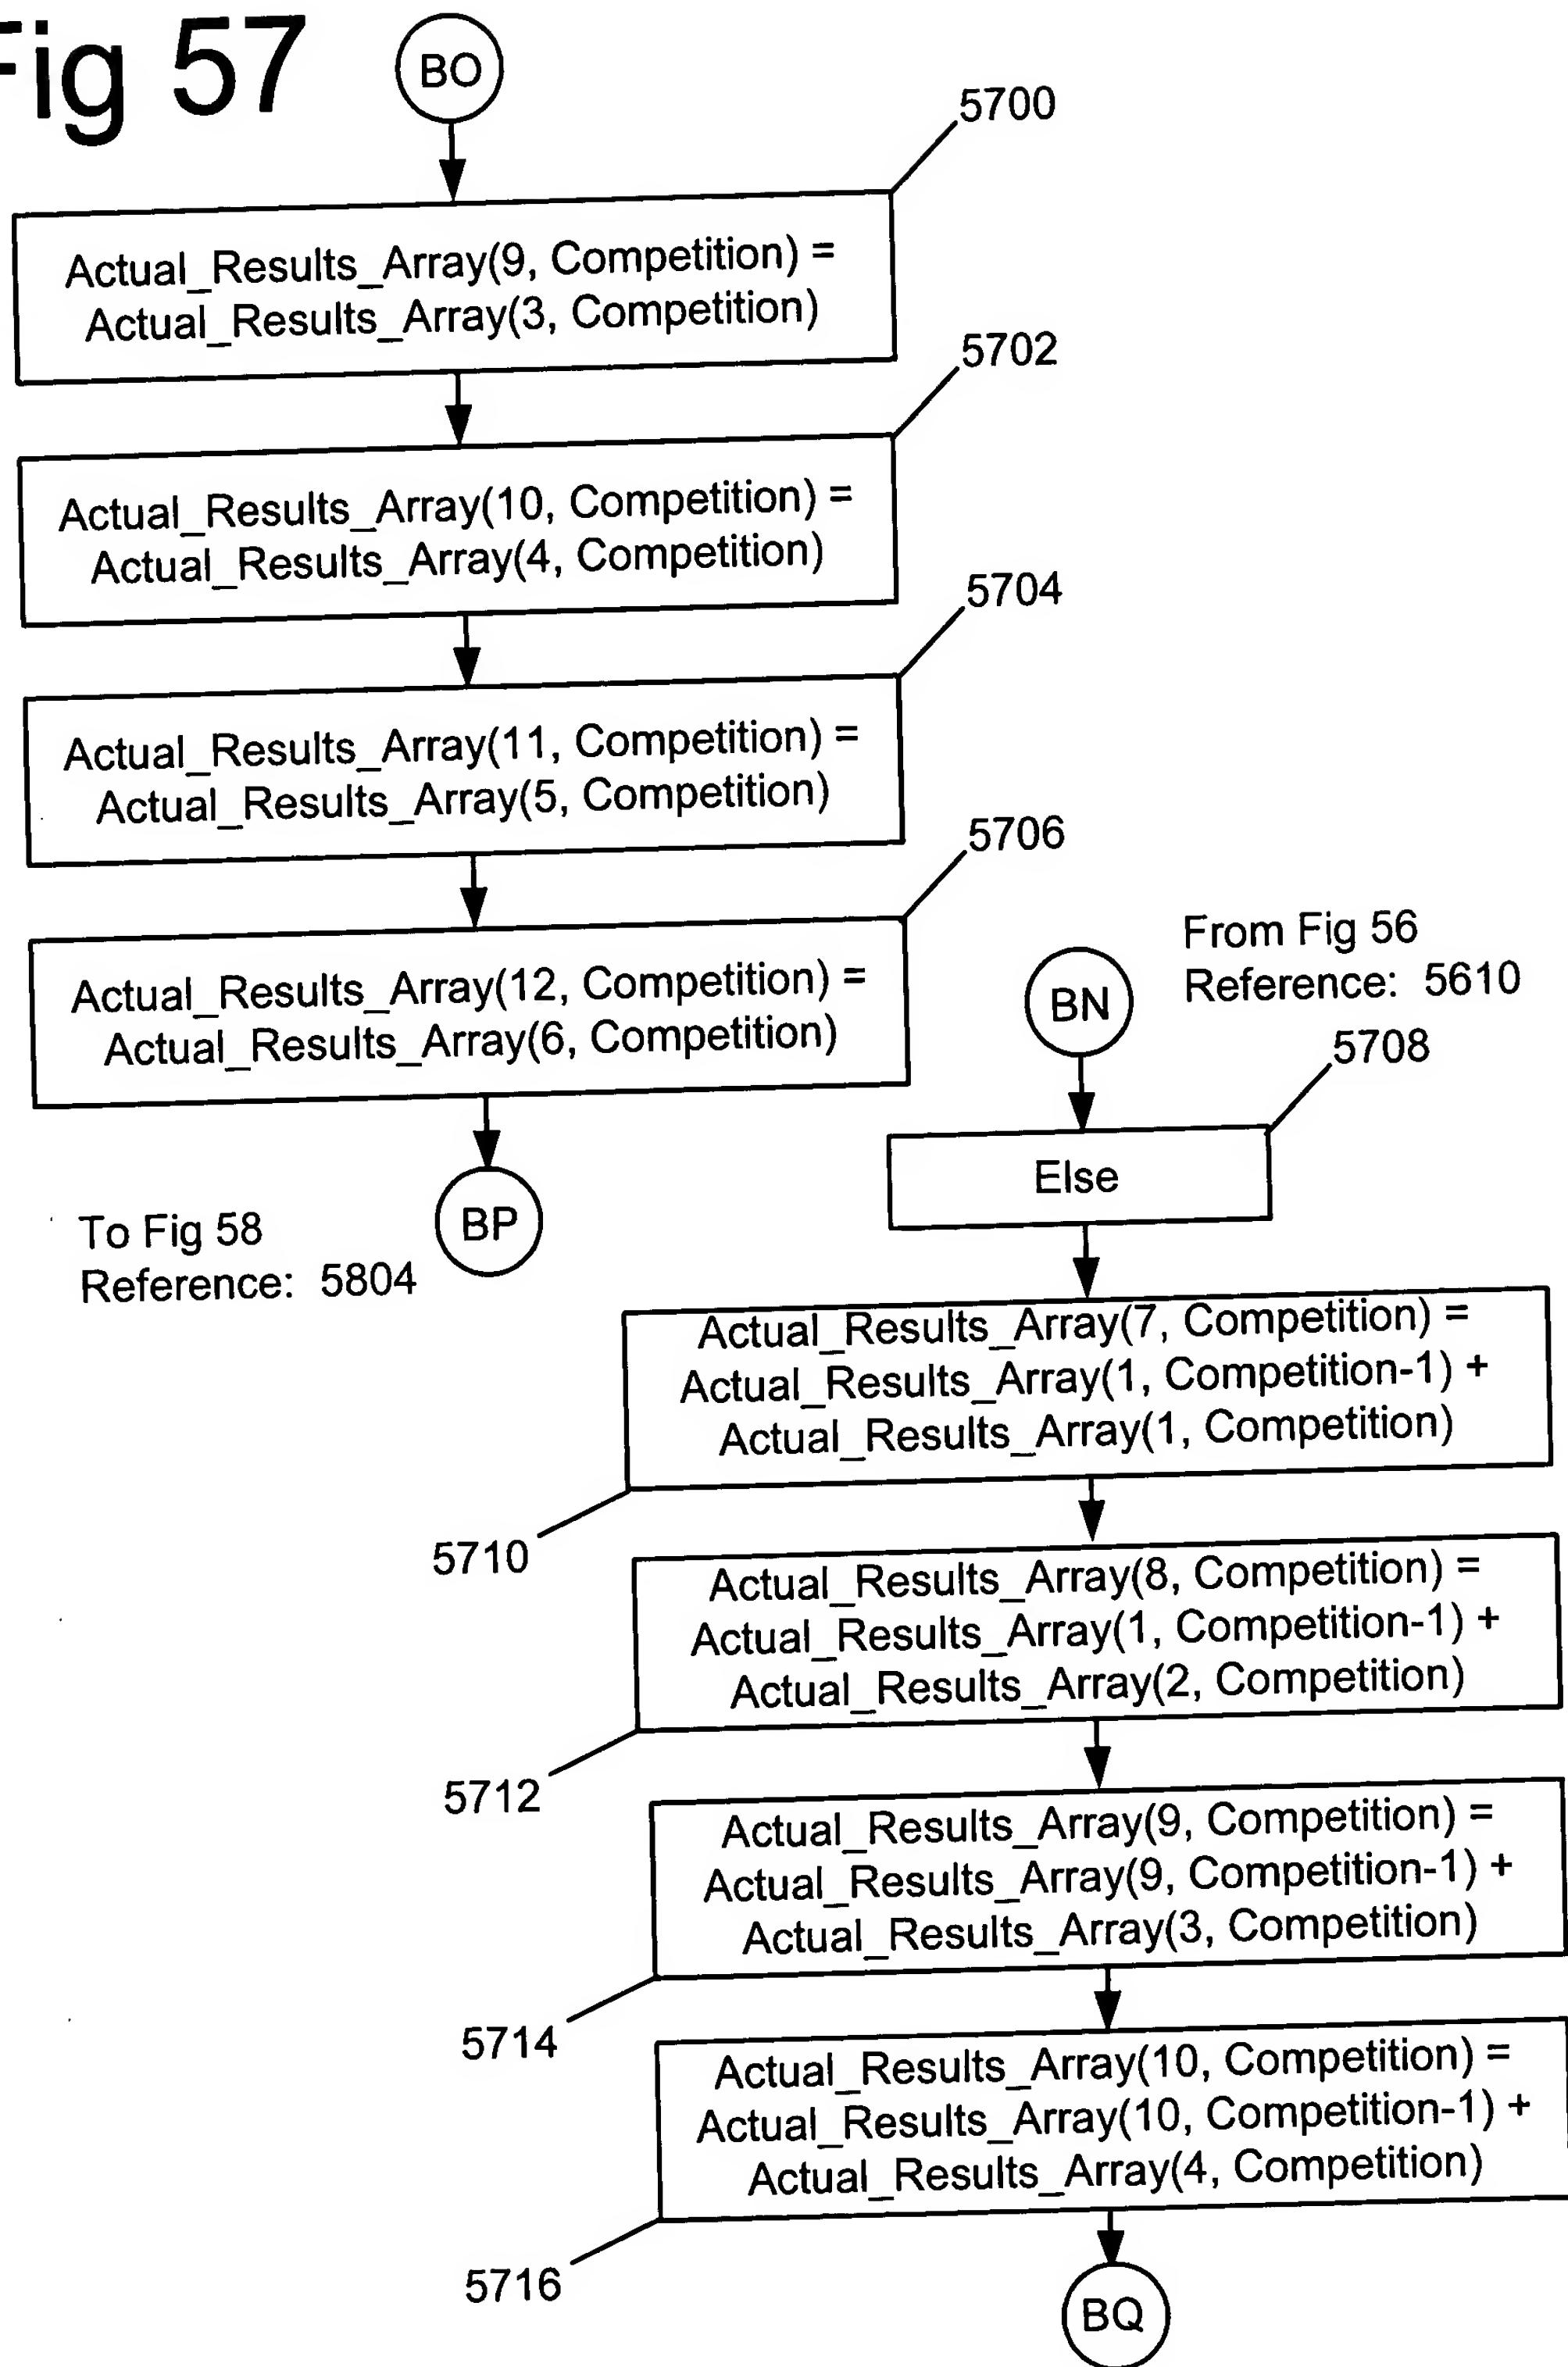 Fig 57
BO
5700
Actual_Results_Array(9, Competition) =
Actual_Results_Array(3, Competition)
5702
Actual_Results_Array(10, Competition) =
Actual_Results_Array(4, Competition)
5704
Actual_Results_Array(11, Competition) =
Actual_Results_Array(5, Competition)
5706
Actual_Results_Array(12, Competition) =
Actual_Results_Array(6, Competition)
BP
To Fig 58
Reference: 5804
From Fig 56
Reference: 5610
BN
5708
Else
Actual_Results_Array(7, Competition) =
Actual_Results_Array(1, Competition-1) +
Actual_Results_Array(1, Competition)
5710
Actual_Results_Array(8, Competition) =
Actual_Results_Array(1, Competition-1) +
Actual_Results_Array(2, Competition)
5712
Actual_Results_Array(9, Competition) =
Actual_Results_Array(9, Competition-1) +
Actual_Results_Array(3, Competition)
5714
Actual_Results_Array(10, Competition) =
Actual_Results_Array(10, Competition-1) +
Actual_Results_Array(4, Competition)
5716
BQ